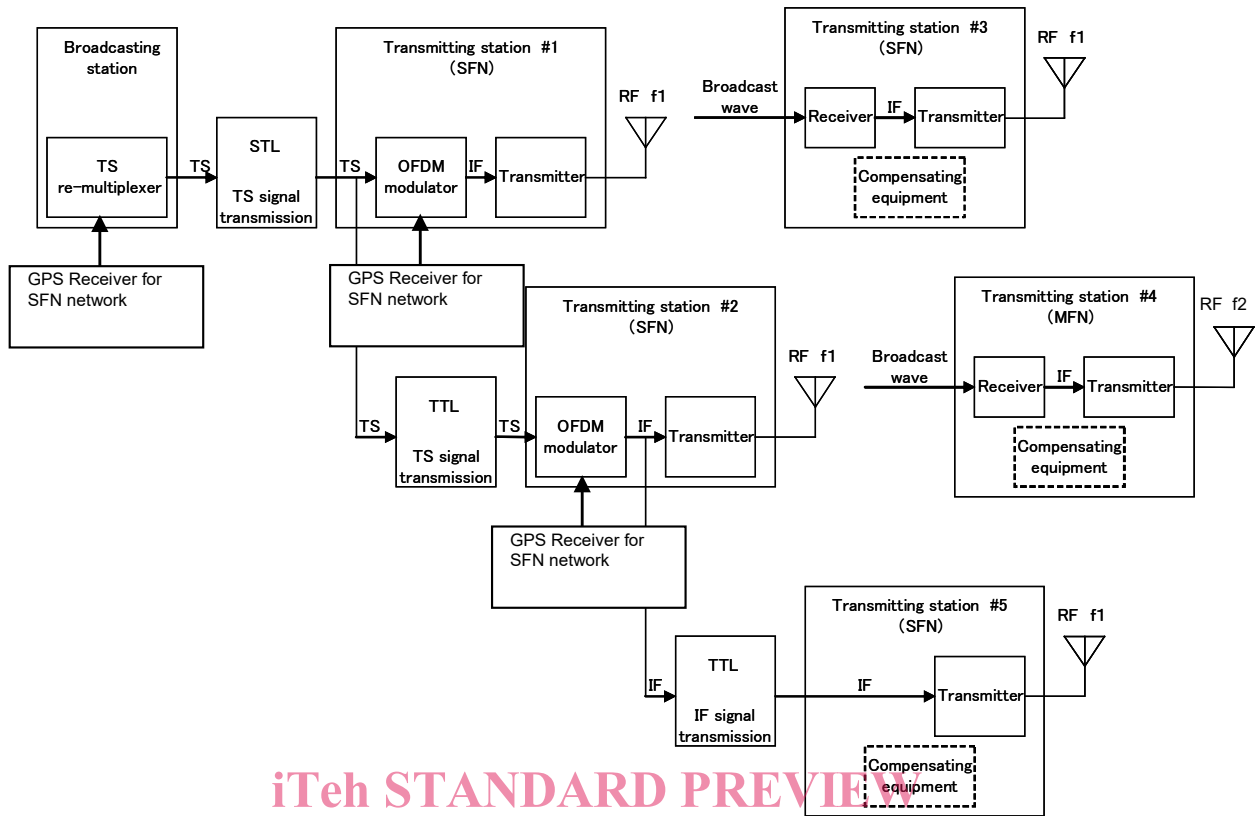 Broadcasting
station
TS
re-multiplexer
GPS Receiver for
SFN network
TS
STL
TS signal
transmission
TS
Transmitting station #1
(SFN)
OFDM
modulator
IF
Transmitter
RF f1
GPS Receiver for
SFN network
Broadcast
wave
Transmitting station #3
(SFN)
Receiver
IF
Transmitter
Compensating
equipment
RF f1
TS
TTL
TS signal
transmission
TS
Transmitting station #2
(SFN)
OFDM
modulator
IF
Transmitter
RF f1
GPS Receiver for
SFN network
Broadcast
wave
Transmitting station #4
(MFN)
Receiver
IF
Transmitter
Compensating
equipment
RF f2
IF
TTL
IF signal
transmission
IF
Transmitting station #5
(SFN)
Transmitter
Compensating
equipment
RF f1
iTeh STANDARD PREVIEW